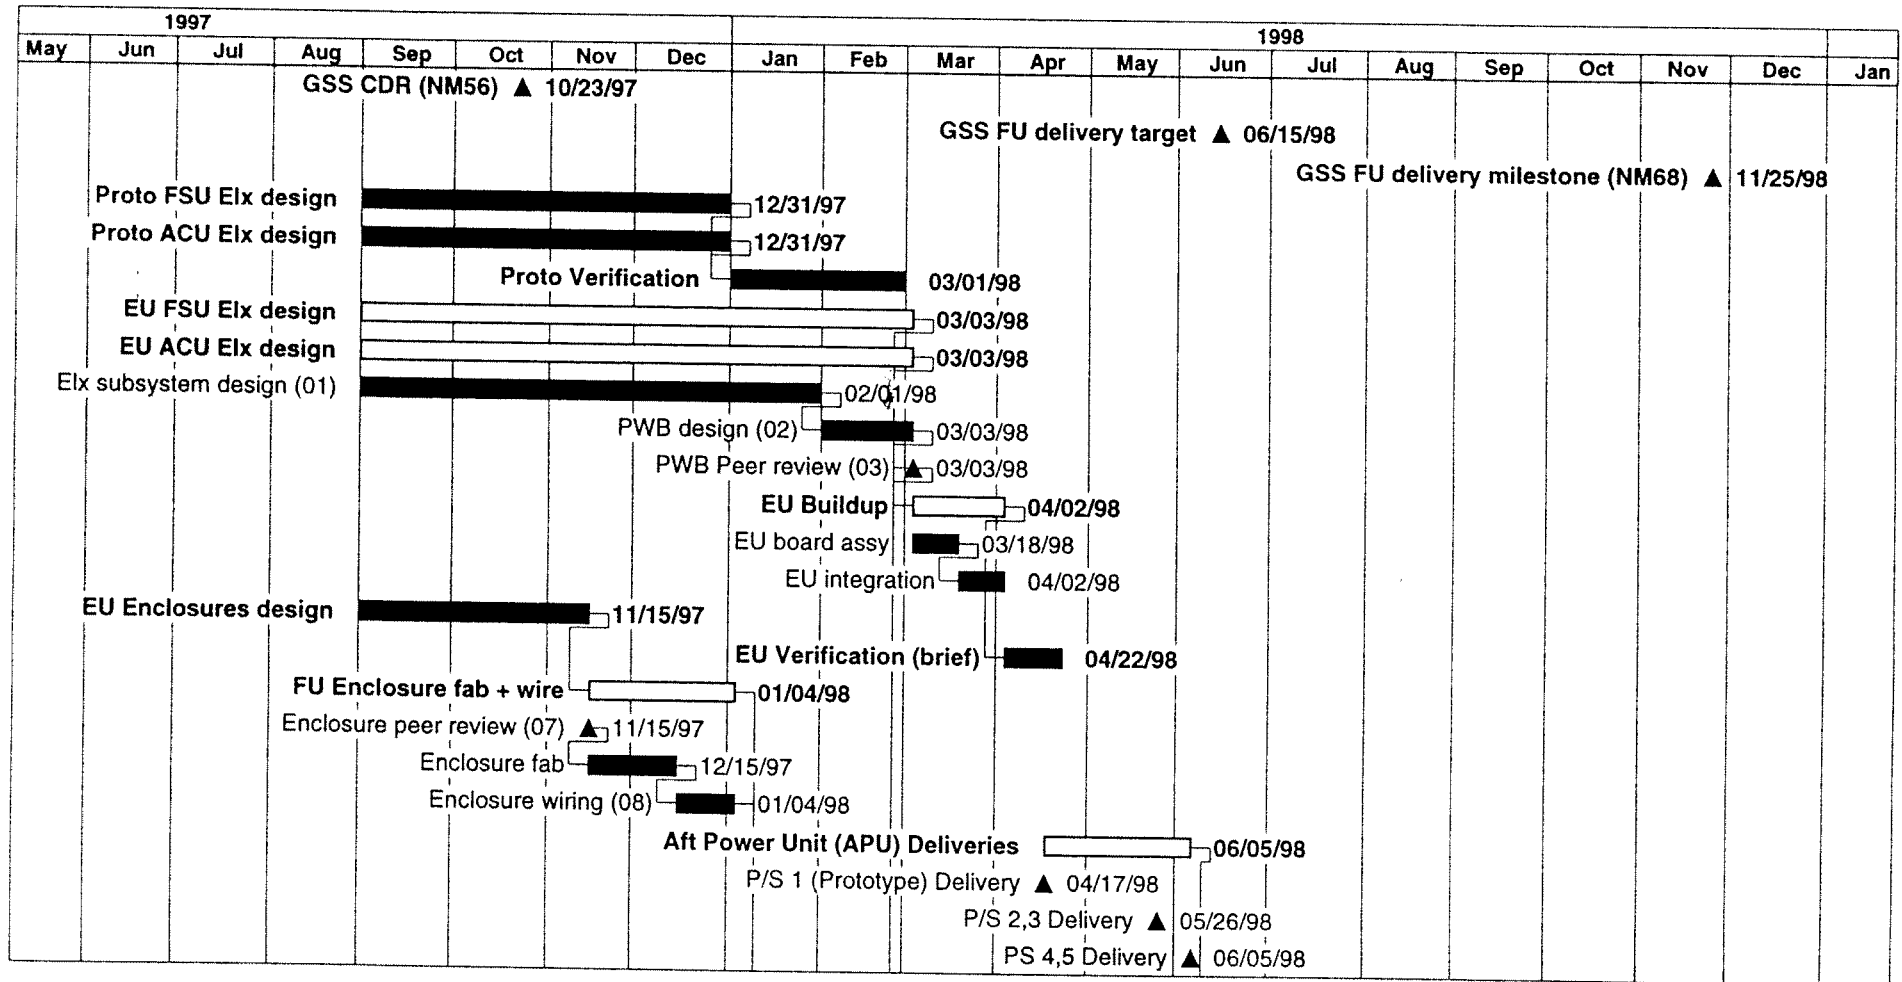 1997
1998
May Jun Jul Aug Sep Oct Nov Dec Jan Feb Mar Apr May Jun Jul Aug Sep Oct Nov Dec Jan
GSS CDR (NM56) ▲ 10/23/97
GSS FU delivery target ▲ 06/15/98
GSS FU delivery milestone (NM68) ▲ 11/25/98
Proto FSU Elx design 12/31/97
Proto ACU Elx design 12/31/97
Proto Verification 03/01/98
EU FSU Elx design 03/03/98
EU ACU Elx design 03/03/98
Elx subsystem design (01) 02/01/98
PWB design (02) 03/03/98
PWB Peer review (03) ▲ 03/03/98
EU Buildup 04/02/98
EU board assy 03/18/98
EU integration 04/02/98
EU Enclosures design 11/15/97
EU Verification (brief) 04/22/98
FU Enclosure fab + wire 01/04/98
Enclosure peer review (07) ▲ 11/15/97
Enclosure fab 12/15/97
Enclosure wiring (08) 01/04/98
Aft Power Unit (APU) Deliveries 06/05/98
P/S 1 (Prototype) Delivery ▲ 04/17/98
P/S 2,3 Delivery ▲ 05/26/98
PS 4,5 Delivery ▲ 06/05/98